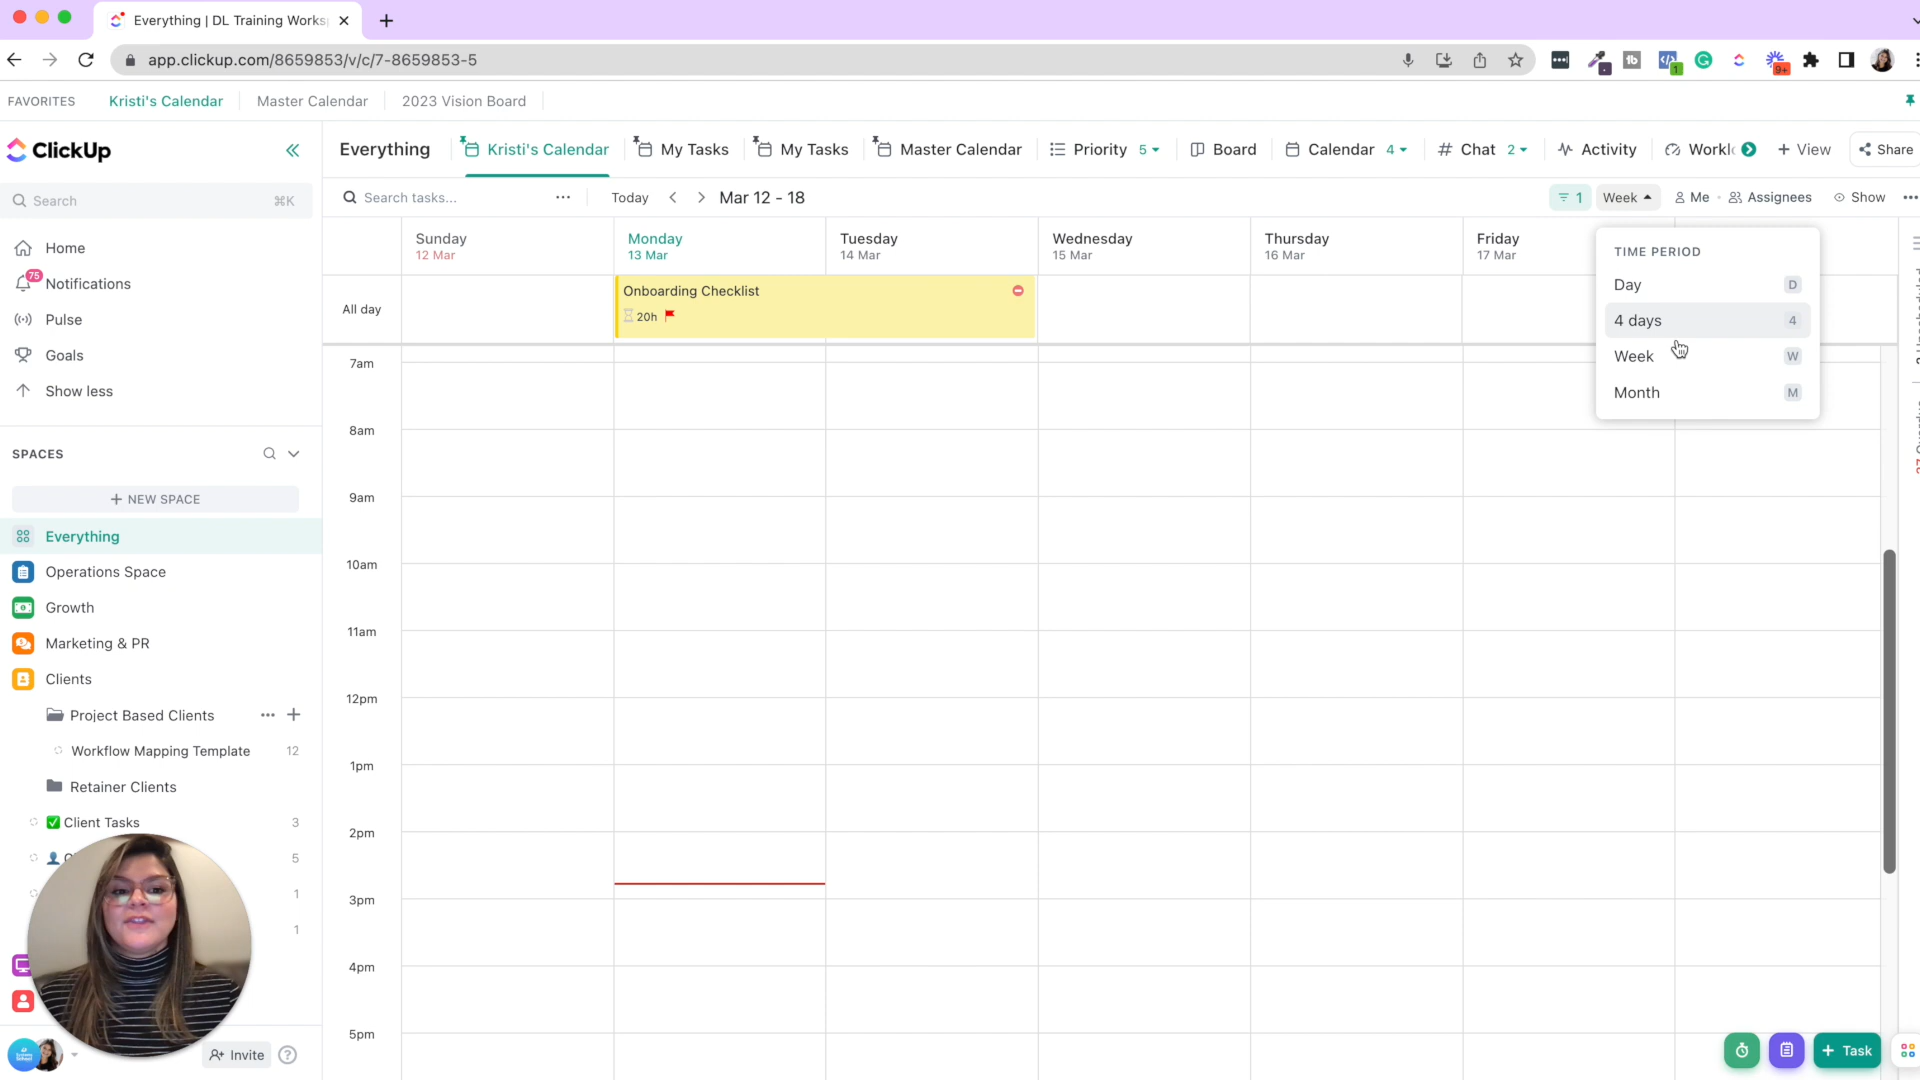 Everything | DL Training Works
app.clickup.com/8659853/v/c/7-8659853-5
1
9+
FAVORITES
Kristi's Calendar
Master Calendar
2023 Vision Board
ClickUp
Search
⌘K
Home
75
Notifications
Pulse
Goals
Show less
SPACES
+ NEW SPACE
Everything
Operations Space
Growth
Marketing & PR
Clients
Project Based Clients
Workflow Mapping Template 12
Retainer Clients
Client Tasks 3
5
1
1
Invite
Everything
Kristi's Calendar
My Tasks
My Tasks
Master Calendar
Priority 5
Board
Calendar 4
# Chat 2
Activity
Workl
+ View
Share
Search tasks...
Today
Mar 12 - 18
1
Week
Me
Assignees
Show
Sunday
12 Mar
Monday
13 Mar
Tuesday
14 Mar
Wednesday
15 Mar
Thursday
16 Mar
Friday
17 Mar
All day
Onboarding Checklist
20h
TIME PERIOD
Day D
4 days 4
Week W
Month M
7am
8am
9am
10am
11am
12pm
1pm
2pm
3pm
4pm
5pm
+ Task